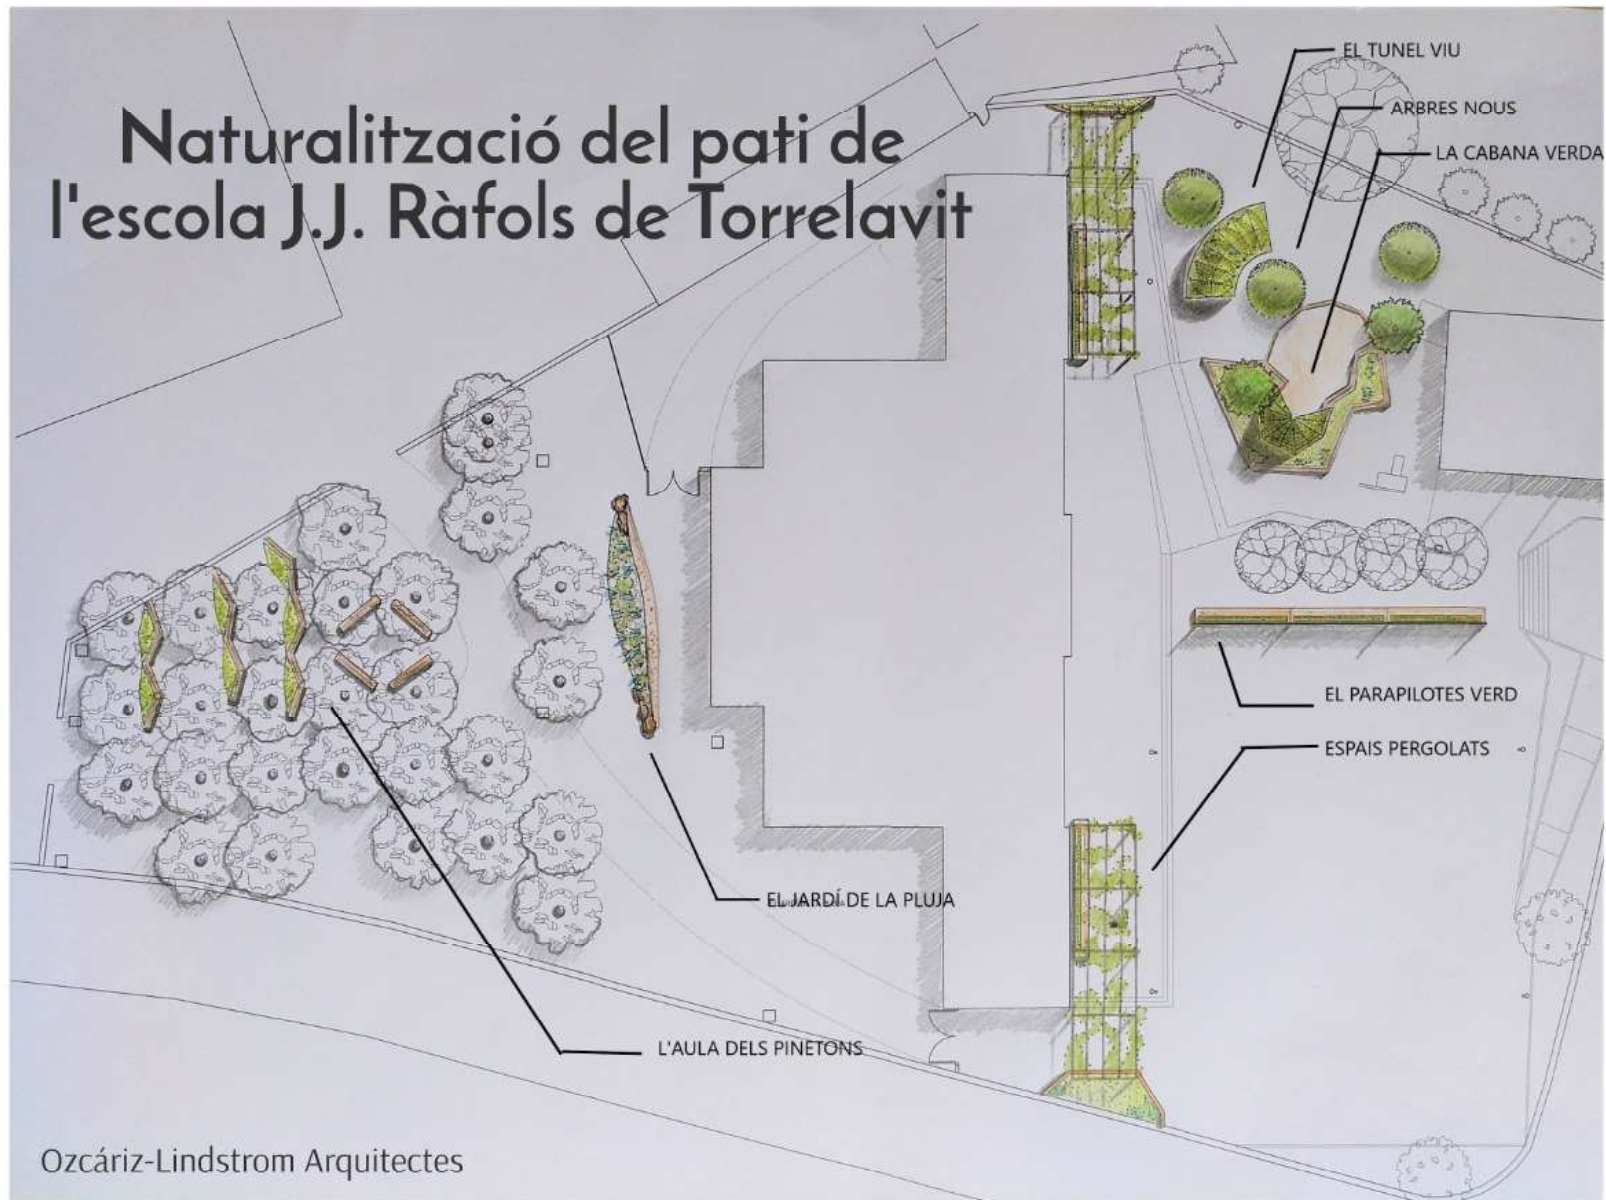 Naturalització del pati de
l'escola J.J. Ràfols de Torrelavit
EL TUNEL VIU
ARBRES NOUS
LA CABANA VERDA
EL PARAPILOTES VERD
ESPAIS PERGOLATS
EL JARDÍ DE LA PLUJA
L'AULA DELS PINETONS
Ozcáriz-Lindstrom Arquitectes